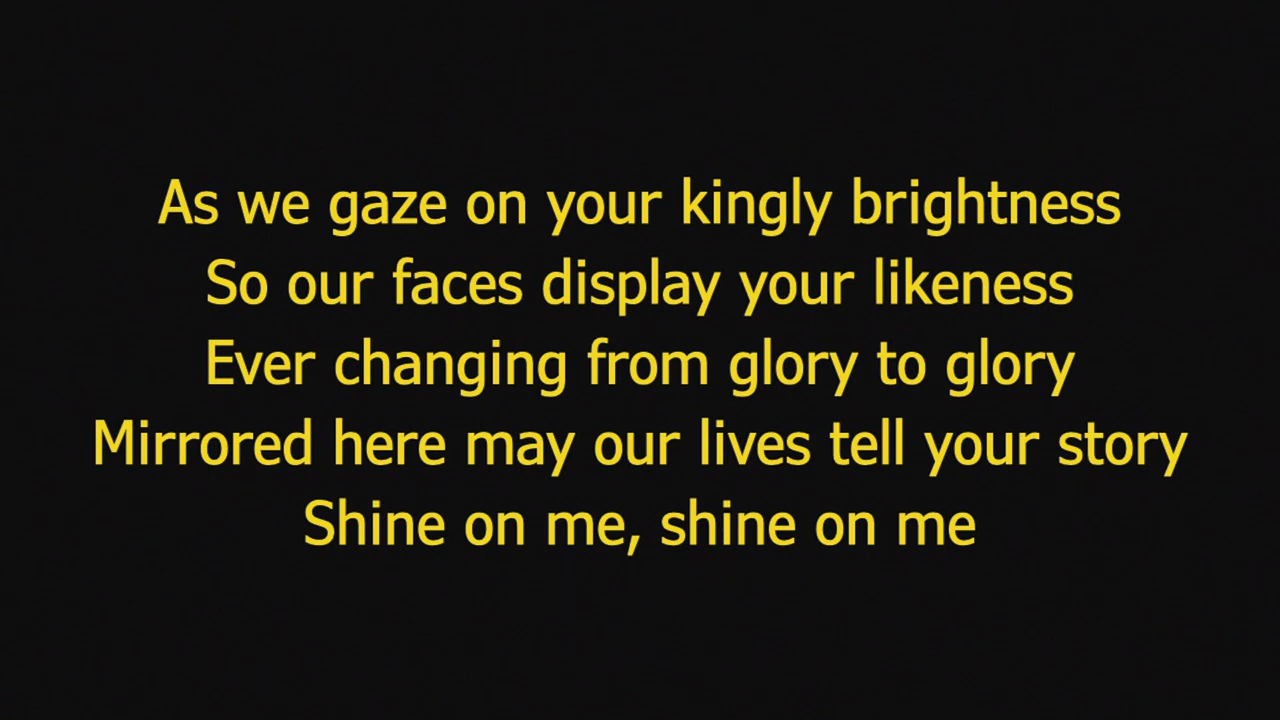 As we gaze on your kingly brightness
So our faces display your likeness
Ever changing from glory to glory
Mirrored here may our lives tell your story
Shine on me, shine on me